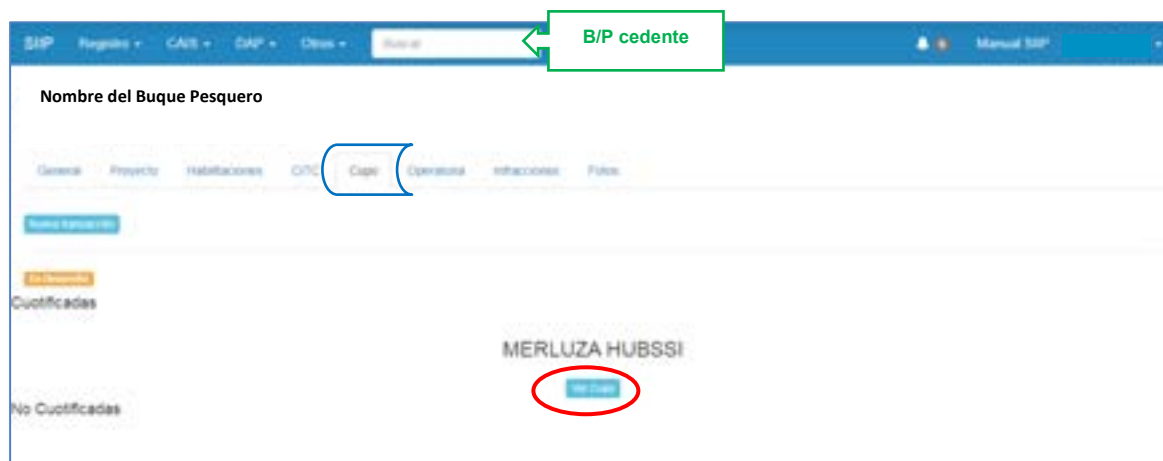 SIIP Registro CAIS DAP Otros Buscar B/P cedente Manual SIIP
Nombre del Buque Pesquero
General Proyecto Habilitaciones CITC Cupo Operatoria Infracciones Fotos
Nueva transacción
En Desarrollo
Cuotificadas
MERLUZA HUBSSI
Ver Cupo
No Cuotificadas